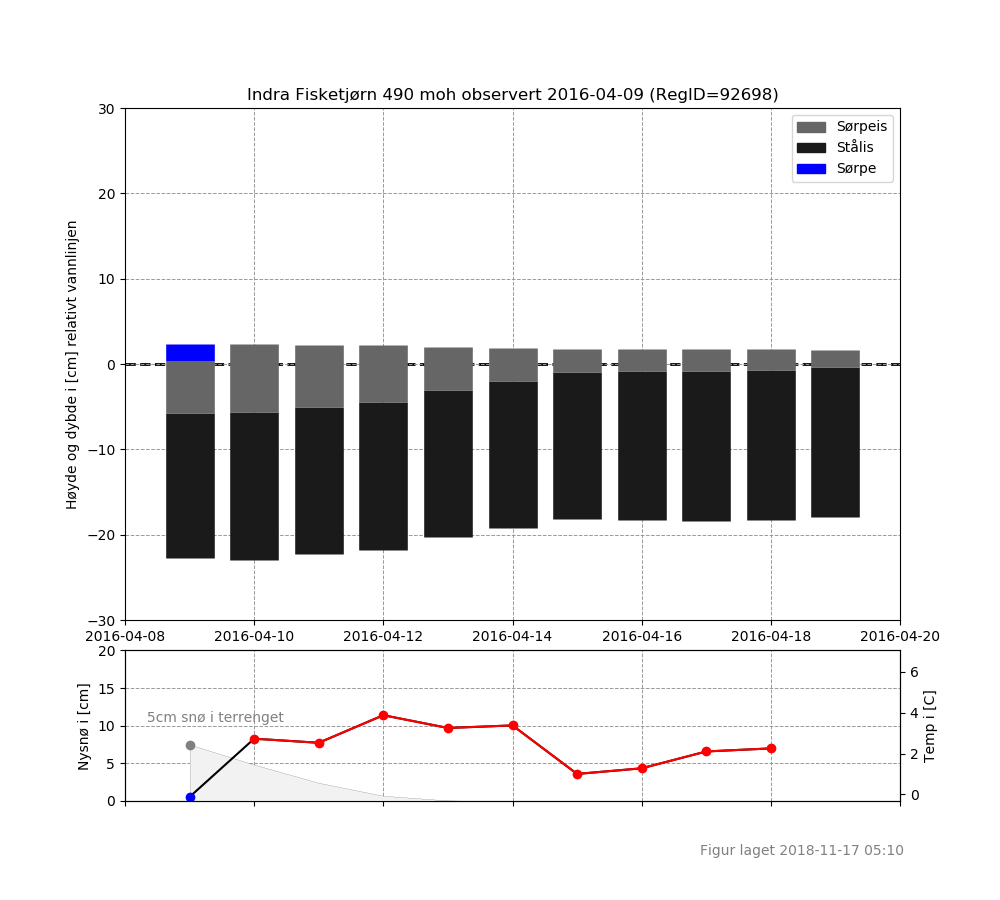 Indra Fisketjørn 490 moh observert 2016-04-09 (RegID=92698)
Høyde og dybde i [cm] relativt vannlinjen
30
20
10
0
−10
−20
−30
Sørpeis
Stålis
Sørpe
2016-04-08 2016-04-10 2016-04-12 2016-04-14 2016-04-16 2016-04-18 2016-04-20
Nysnø i [cm]
20
15
10
5
0
5cm snø i terrenget
6
4
2
0
Temp i [C]
Figur laget 2018-11-17 05:10